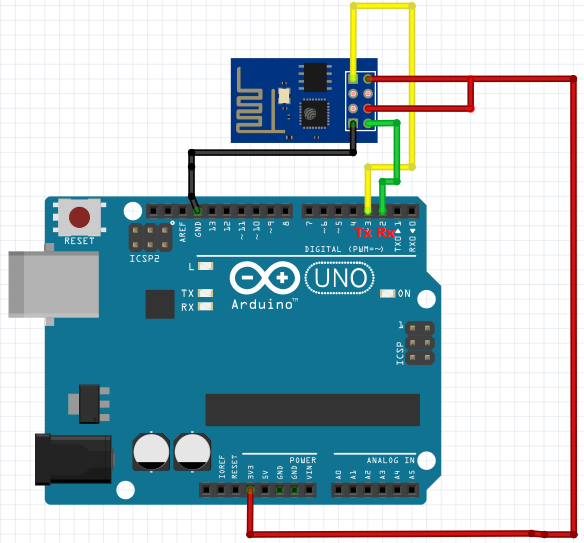 RESET
ICSP2
AREF
GND
13
12
~11
~10
~9
8
7
~6
~5
4
~3
2
TX0▶1
RX0◀0
Tx Rx
DIGITAL (PWM=~)
L
TX
RX
UNO
Arduino™
ON
1
ICSP
IOREF
RESET
3V3
5V
GND
GND
VIN
POWER
ANALOG IN
A0
A1
A2
A3
A4
A5